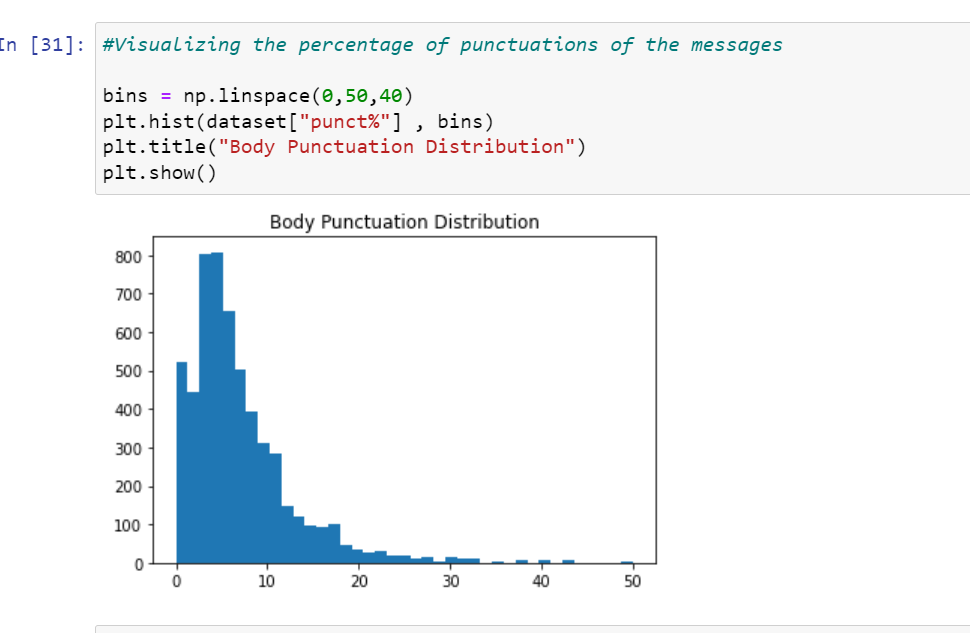 In [31]:
#Visualizing the percentage of punctuations of the messages
bins = np.linspace(0,50,40)
plt.hist(dataset["punct%"] , bins)
plt.title("Body Punctuation Distribution")
plt.show()
Body Punctuation Distribution
800
700
600
500
400
300
200
100
0
0 10 20 30 40 50